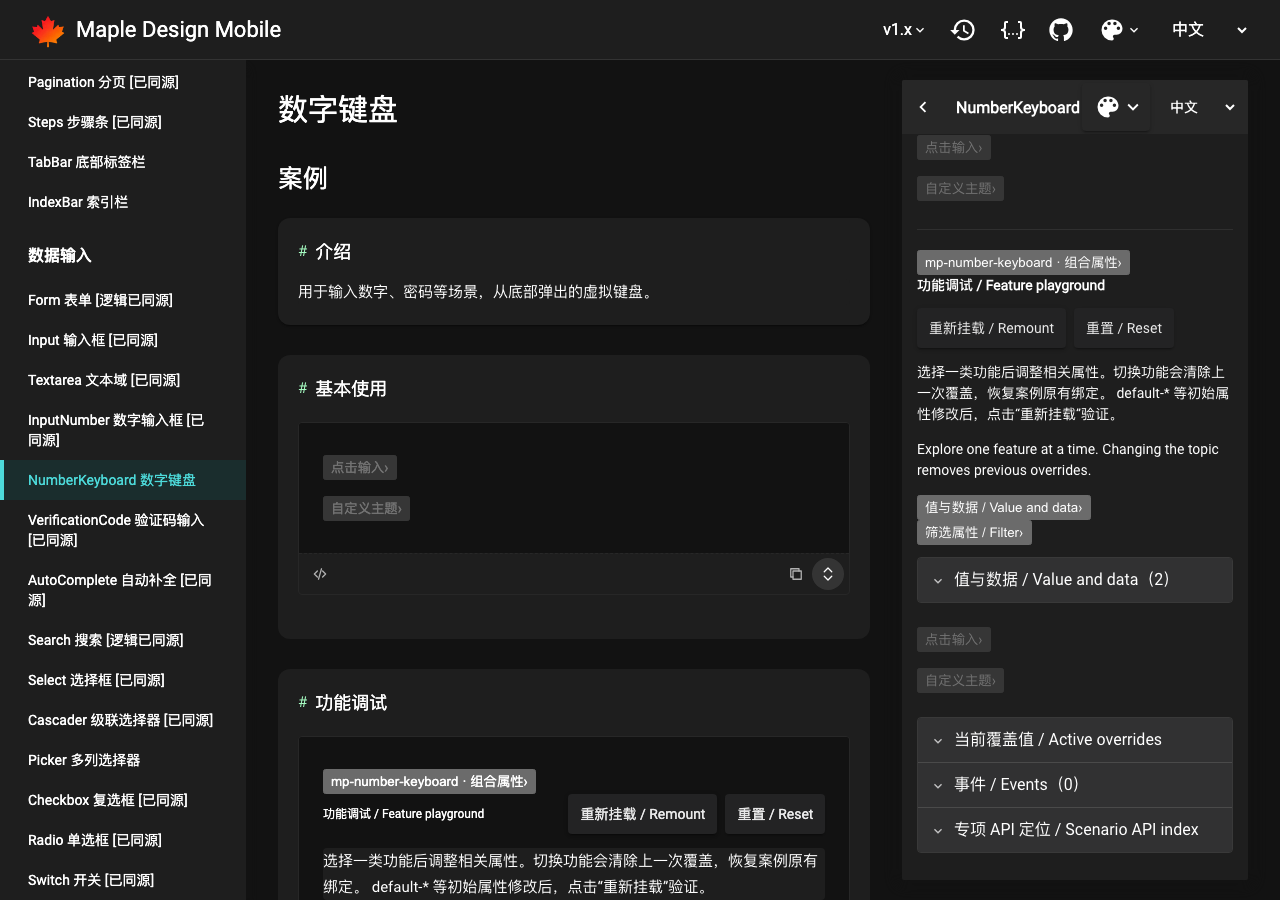 Maple Design Mobile
v1.x
{...}
中文
Pagination 分页 [已同源]
Steps 步骤条 [已同源]
TabBar 底部标签栏
IndexBar 索引栏
数据输入
Form 表单 [逻辑已同源]
Input 输入框 [已同源]
Textarea 文本域 [已同源]
InputNumber 数字输入框 [已
同源]
NumberKeyboard 数字键盘
VerificationCode 验证码输入
[已同源]
AutoComplete 自动补全 [已同
源]
Search 搜索 [逻辑已同源]
Select 选择框 [已同源]
Cascader 级联选择器 [已同源]
Picker 多列选择器
Checkbox 复选框 [已同源]
Radio 单选框 [已同源]
Switch 开关 [已同源]
数字键盘
案例
# 介绍
用于输入数字、密码等场景，从底部弹出的虚拟键盘。
# 基本使用
点击输入›
自定义主题›
# 功能调试
mp-number-keyboard · 组合属性›
功能调试 / Feature playground
重新挂载 / Remount
重置 / Reset
选择一类功能后调整相关属性。切换功能会清除上一次覆盖，恢复案例原有
绑定。 default-* 等初始属性修改后，点击“重新挂载”验证。
NumberKeyboard
中文
点击输入›
自定义主题›
mp-number-keyboard · 组合属性›
功能调试 / Feature playground
重新挂载 / Remount
重置 / Reset
选择一类功能后调整相关属性。切换功能会清除上
一次覆盖，恢复案例原有绑定。 default-* 等初始属
性修改后，点击“重新挂载”验证。
Explore one feature at a time. Changing the topic
removes previous overrides.
值与数据 / Value and data›
筛选属性 / Filter›
值与数据 / Value and data（2）
点击输入›
自定义主题›
当前覆盖值 / Active overrides
事件 / Events（0）
专项 API 定位 / Scenario API index